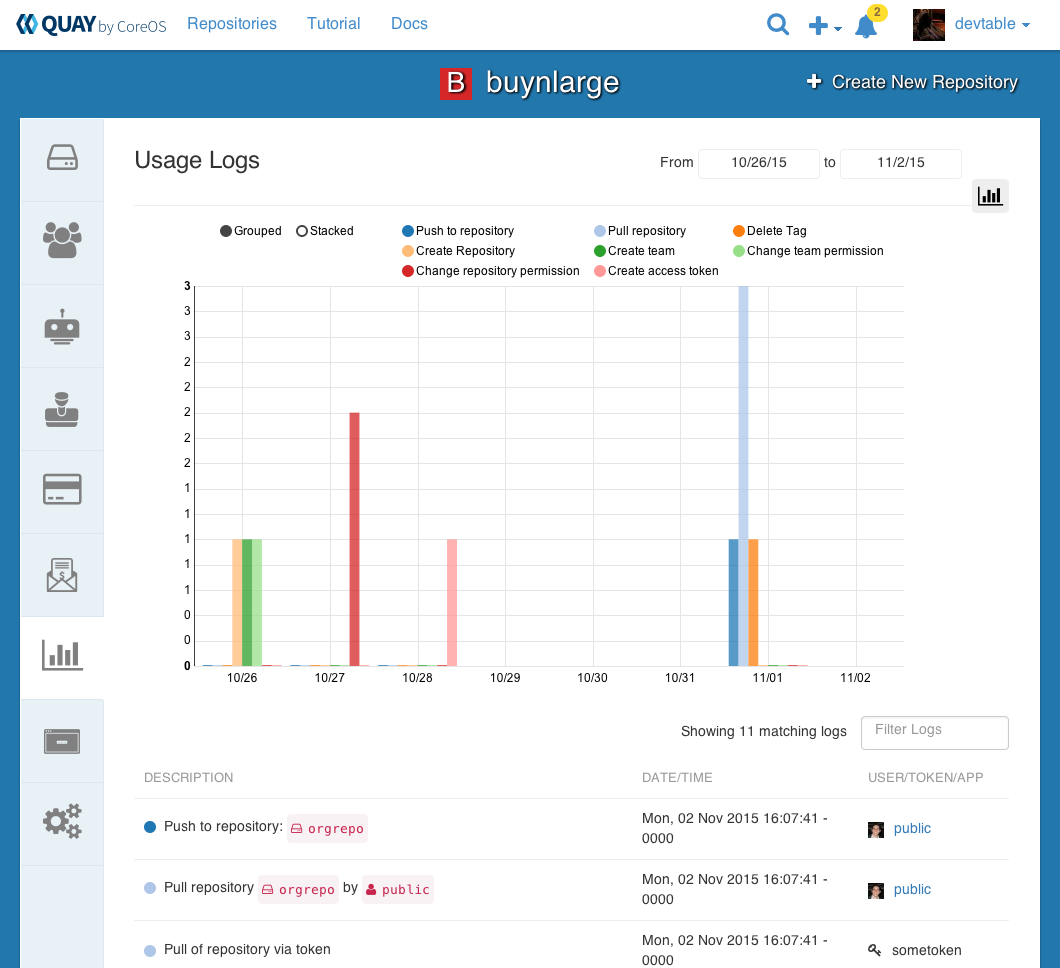 QUAY by CoreOS Repositories Tutorial Docs 2 devtable
B buynlarge + Create New Repository
Usage Logs From 10/26/15 to 11/2/15
Grouped Stacked Push to repository Pull repository Delete Tag
Create Repository Create team Change team permission
Change repository permission Create access token
3
3
3
2
2
2
2
2
1
1
1
1
1
0
0
0
10/26 10/27 10/28 10/29 10/30 10/31 11/01 11/02
Showing 11 matching logs Filter Logs
DESCRIPTION DATE/TIME USER/TOKEN/APP
Push to repository: orgrepo Mon, 02 Nov 2015 16:07:41 -
0000 public
Pull repository orgrepo by public Mon, 02 Nov 2015 16:07:41 -
0000 public
Pull of repository via token Mon, 02 Nov 2015 16:07:41 -
0000 sometoken